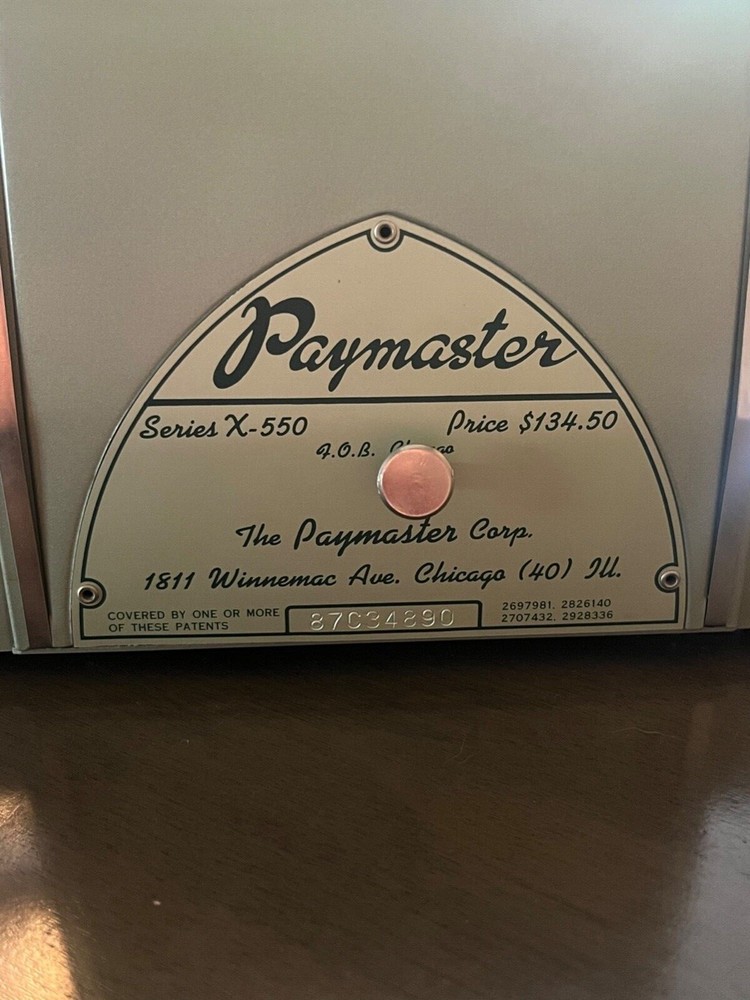 Paymaster
Series X-550 Price $134.50
F.O.B. Chicago
The Paymaster Corp.
1811 Winnemac Ave. Chicago (40) Ill.
COVERED BY ONE OR MORE
OF THESE PATENTS
87C34890
2697981, 2826140
2707432, 2928336